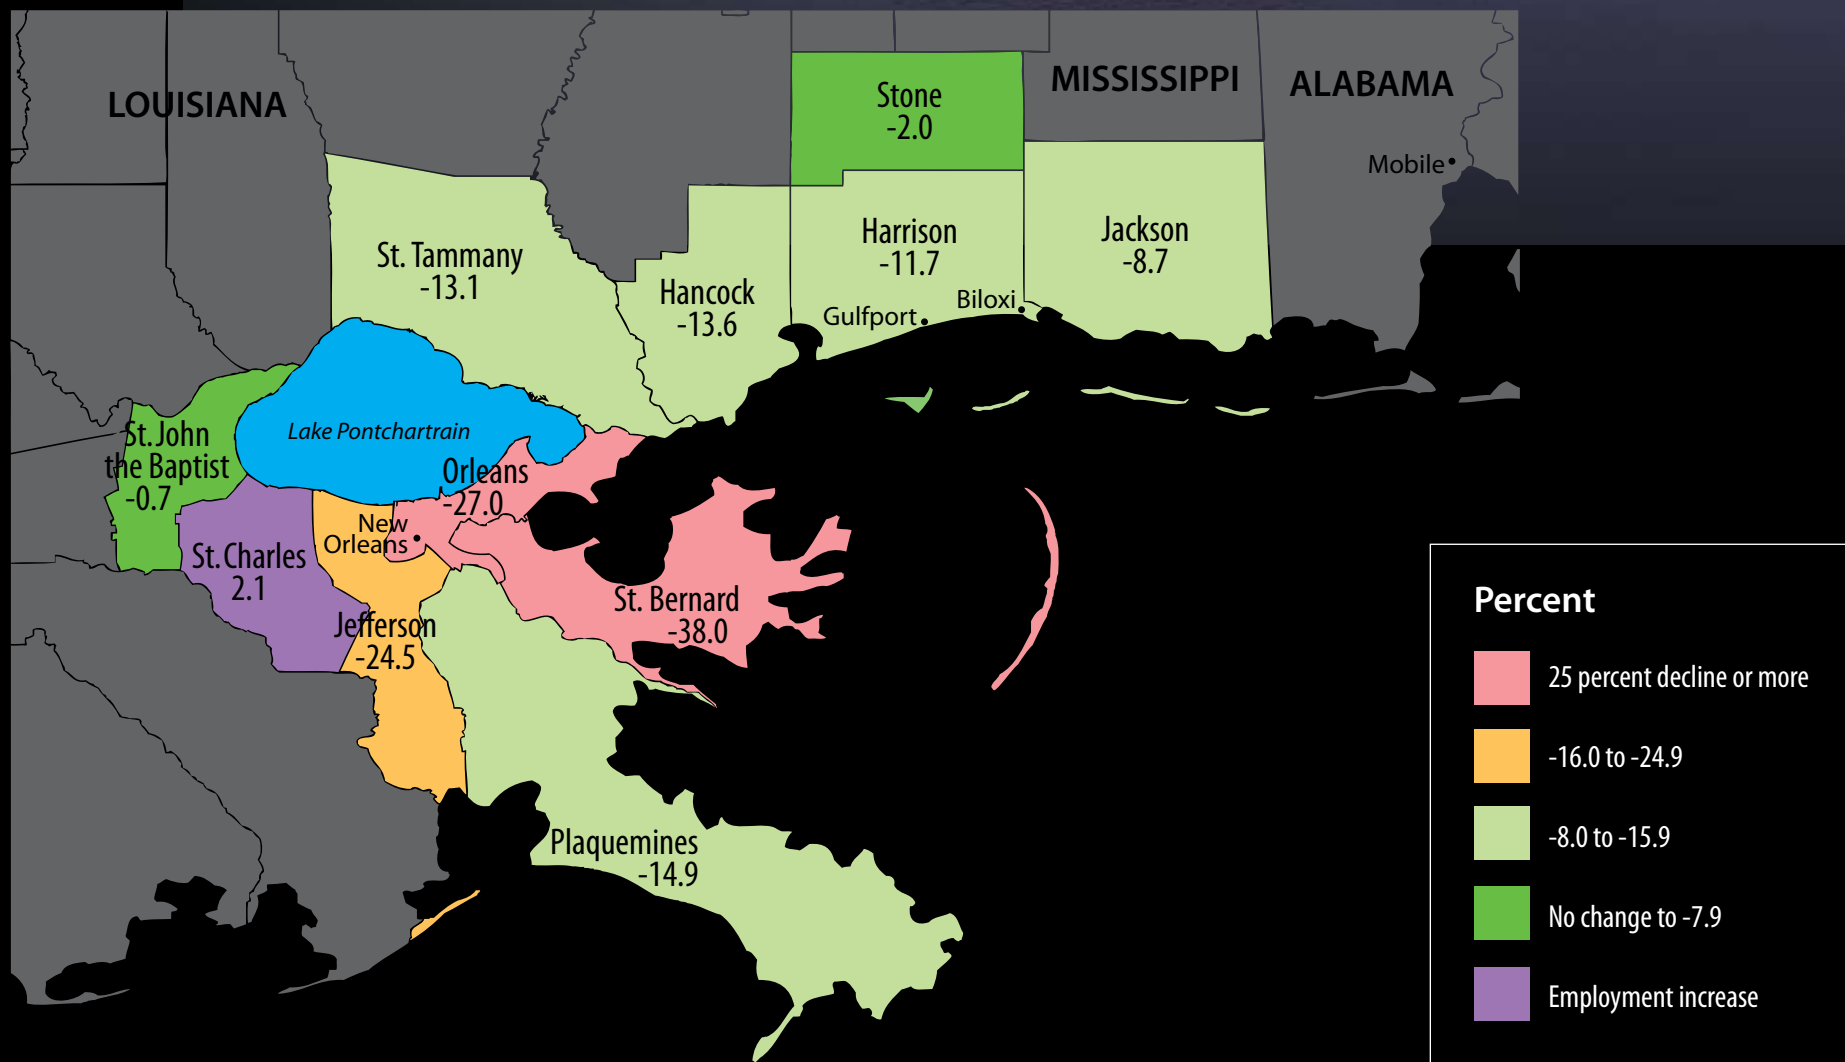 LOUISIANA
MISSISSIPPI
ALABAMA
Stone
-2.0
Mobile
St. Tammany
-13.1
Hancock
-13.6
Harrison
-11.7
Jackson
-8.7
Gulfport
Biloxi
St. John
the Baptist
-0.7
Lake Pontchartrain
Orleans
-27.0
New
Orleans
St. Charles
2.1
Jefferson
-24.5
St. Bernard
-38.0
Plaquemines
-14.9
Percent
25 percent decline or more
-16.0 to -24.9
-8.0 to -15.9
No change to -7.9
Employment increase